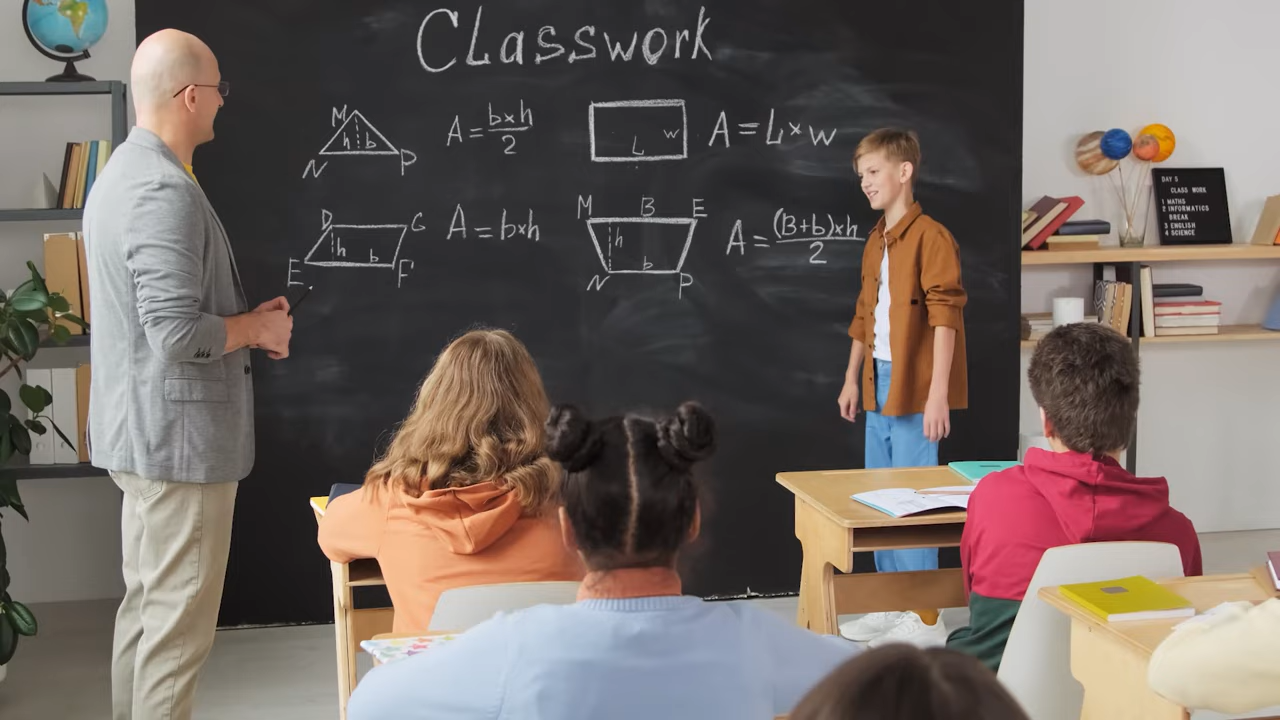 Classwork
M
h b
N P
A = b×h/2
L w
A = L×w
D G
h b
E F
A = b×h
M B E
h
b
N P
A = (B+b)×h/2
DAY 5
CLASS WORK
1 MATHS
2 INFORMATICS
BREAK
3 ENGLISH
4 SCIENCE